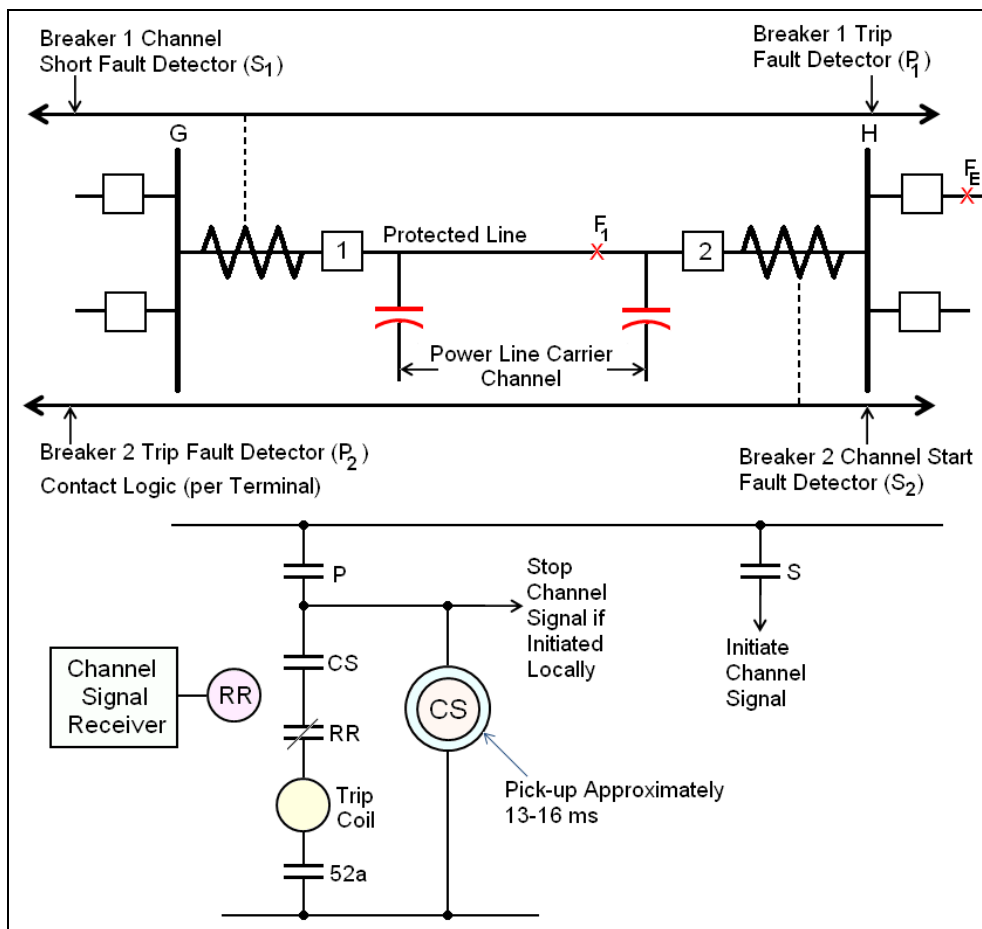 Breaker 1 Channel
Short Fault Detector (S1)
Breaker 1 Trip
Fault Detector (P1)
G
H
FE
1
Protected Line
F1
2
Power Line Carrier
Channel
Breaker 2 Trip Fault Detector (P2)
Contact Logic (per Terminal)
Breaker 2 Channel Start
Fault Detector (S2)
P
Stop
Channel
Signal if
Initiated
Locally
S
Initiate
Channel
Signal
CS
Channel
Signal
Receiver
RR
RR
CS
Pick-up Approximately
13-16 ms
Trip
Coil
52a